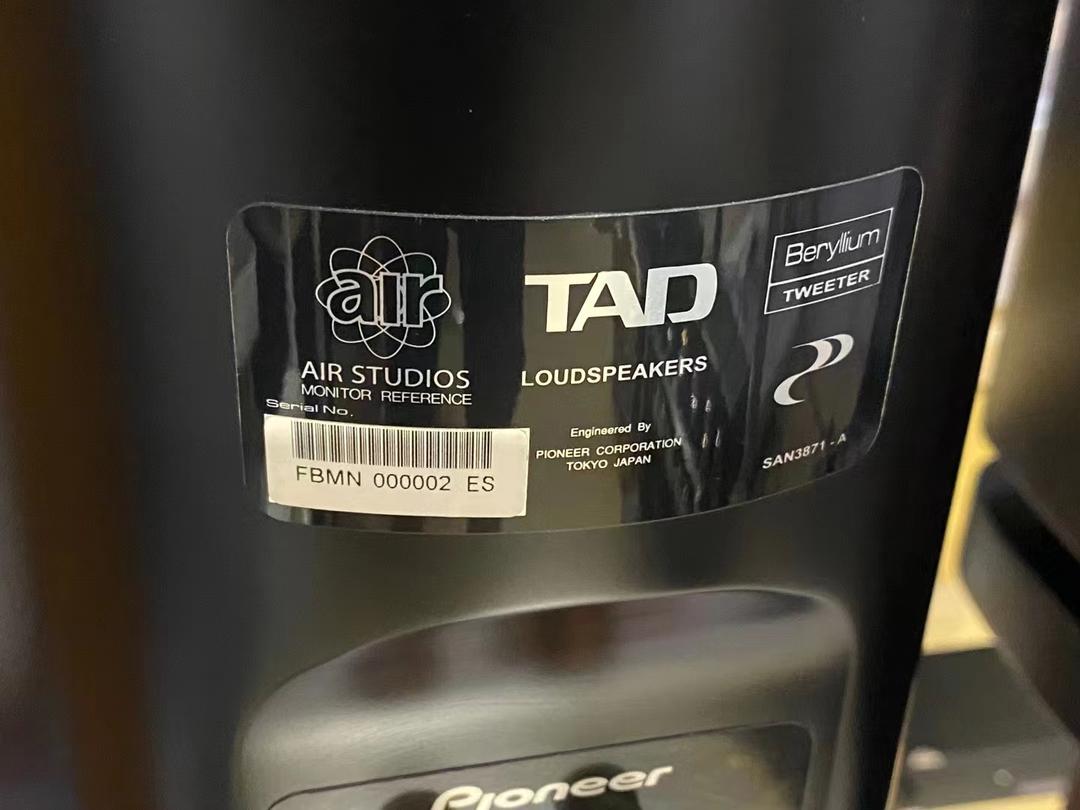 air
AIR STUDIOS
MONITOR REFERENCE
Serial No.
FBMN 000002 ES
TAD
LOUDSPEAKERS
Engineered By
PIONEER CORPORATION
TOKYO JAPAN
Beryllium
TWEETER
SAN3871 - A
Pioneer